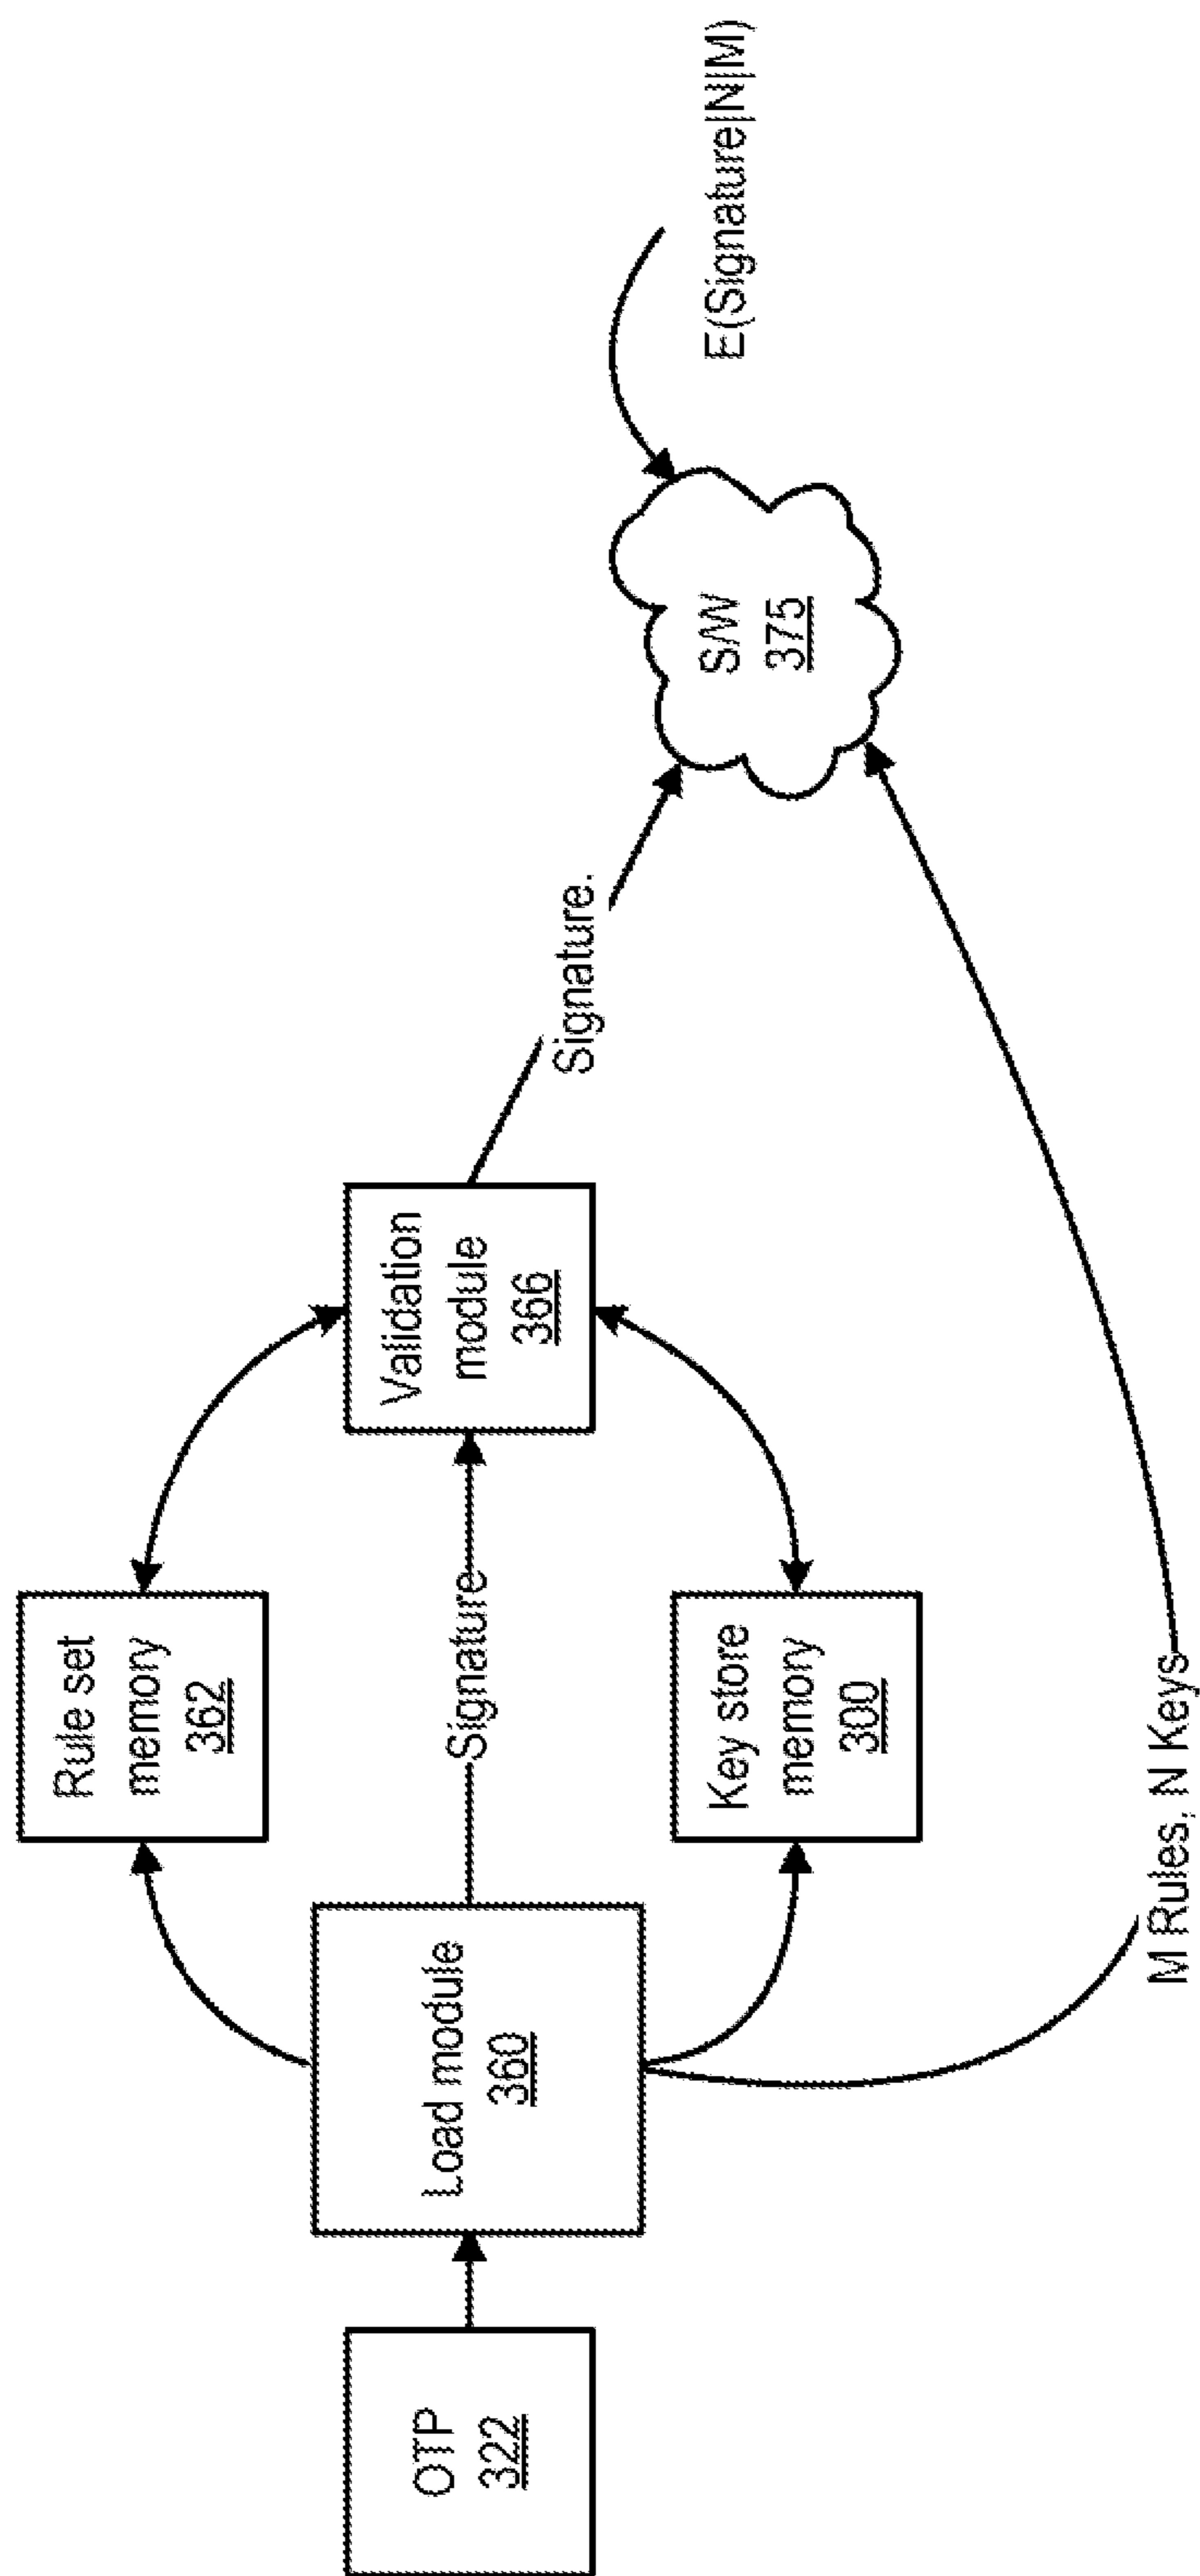 OTP
322
Load module
360
Rule set
memory
362
Signature
Key store
memory
300
Validation
module
366
Signature.
M Rules, N Keys
S/W
375
E(Signature|N|M)